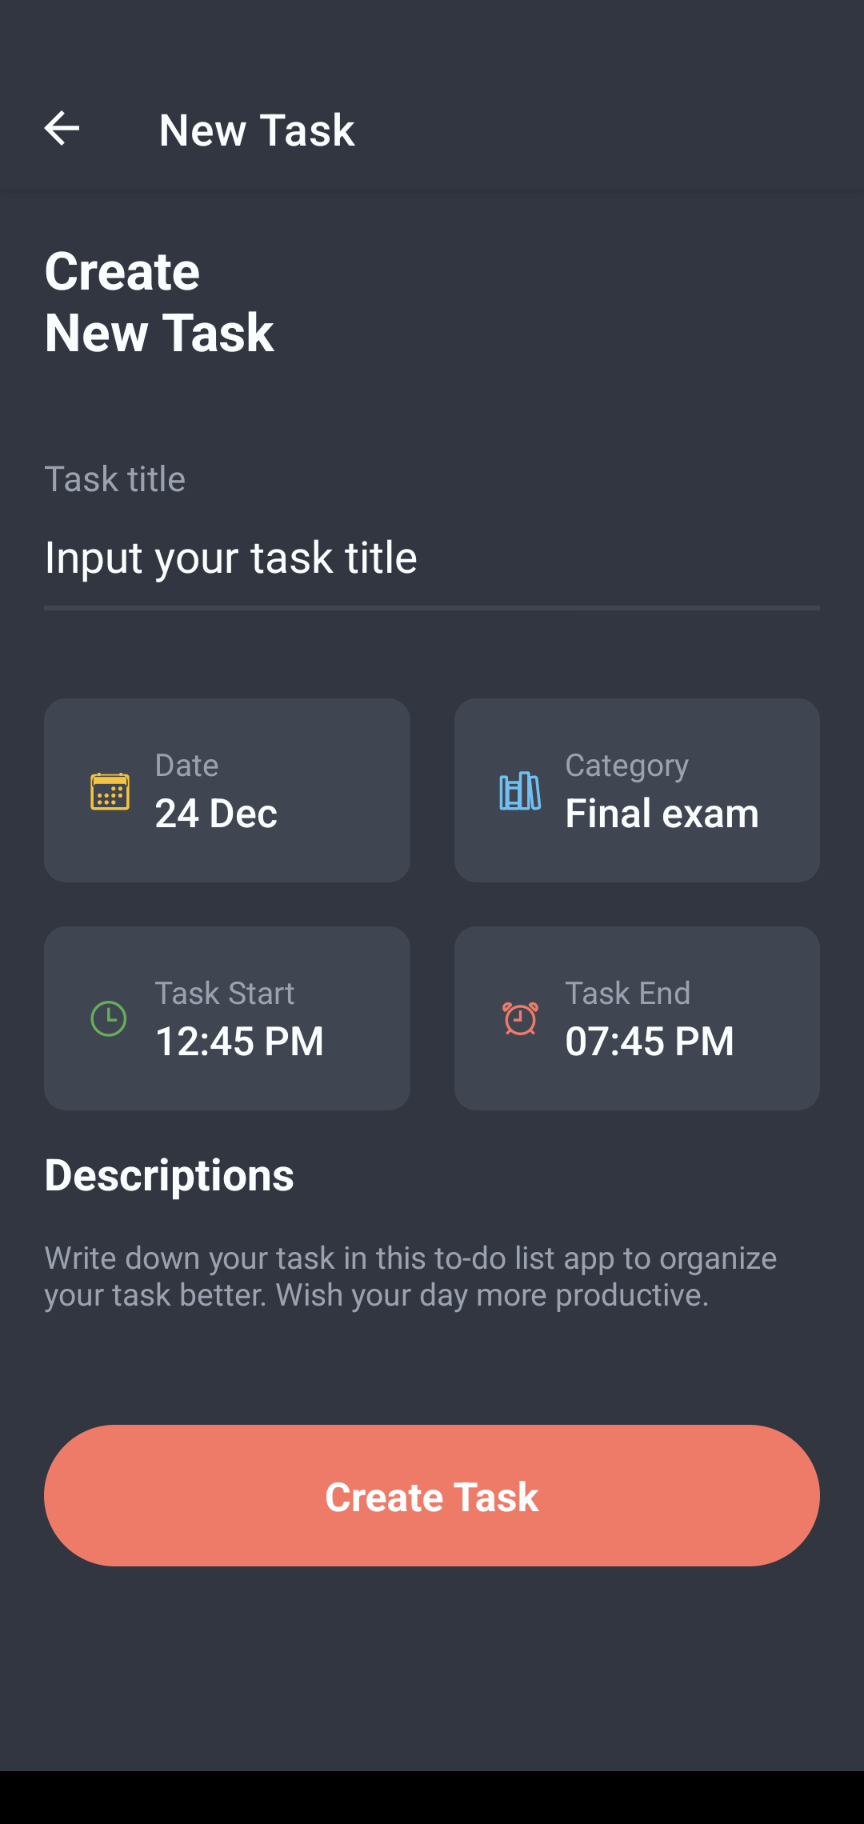 New Task
Create
New Task
Task title
Input your task title
Date
24 Dec
Category
Final exam
Task Start
12:45 PM
Task End
07:45 PM
Descriptions
Write down your task in this to-do list app to organize
your task better. Wish your day more productive.
Create Task